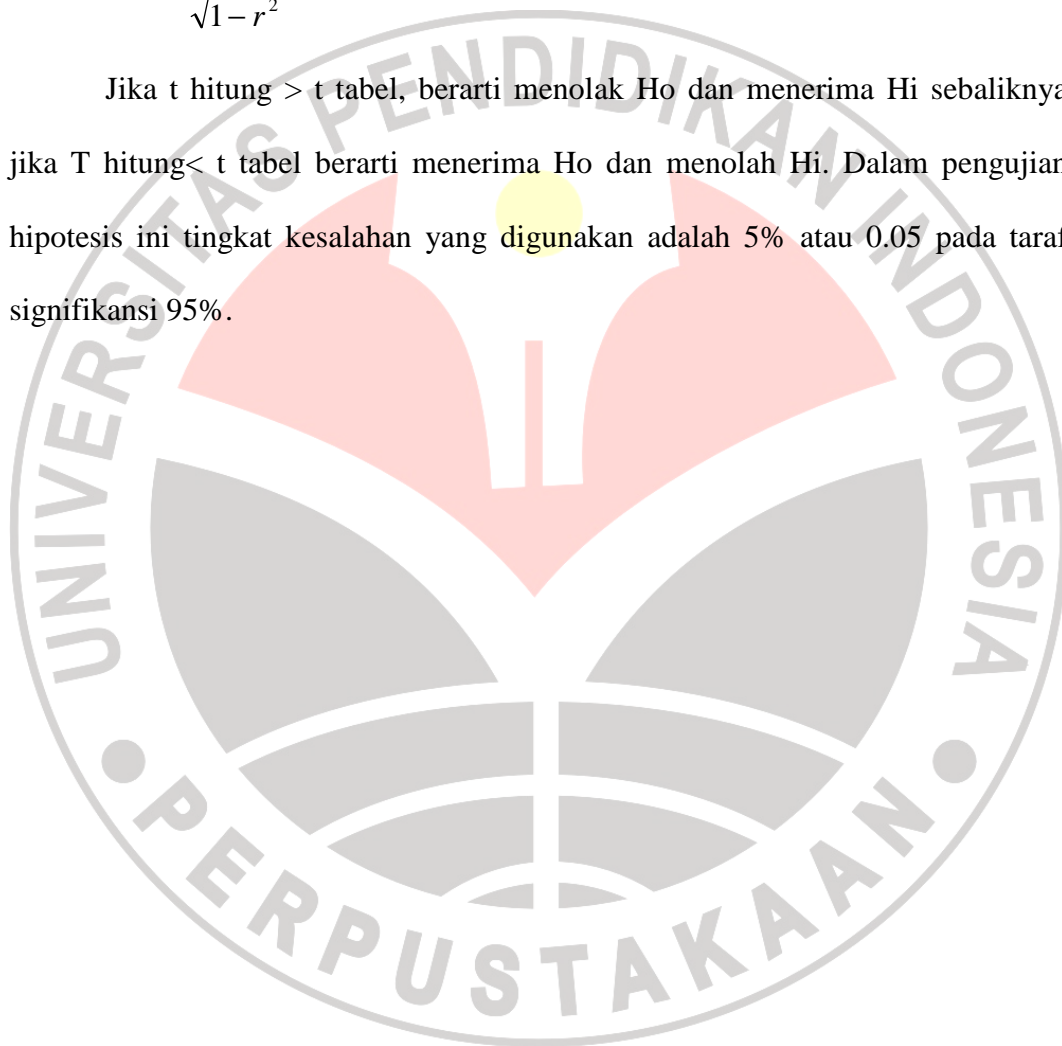 √1 − r²
Jika t hitung > t tabel, berarti menolak Ho dan menerima Hi sebaliknya
jika T hitung< t tabel berarti menerima Ho dan menolah Hi. Dalam pengujian
hipotesis ini tingkat kesalahan yang digunakan adalah 5% atau 0.05 pada taraf
signifikansi 95%.
UNIVERSITAS PENDIDIKAN INDONESIA
PERPUSTAKAAN